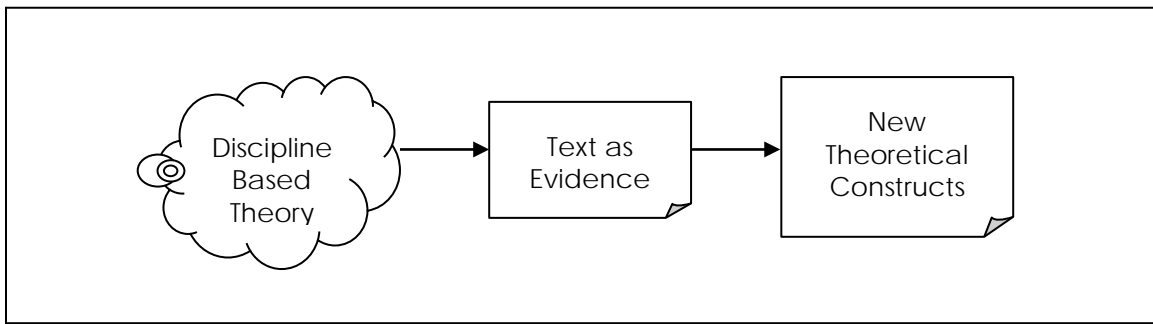 Discipline
Based
Theory
Text as
Evidence
New
Theoretical
Constructs